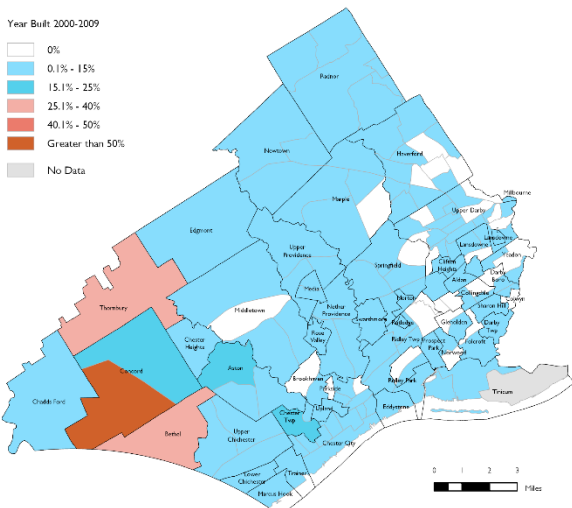 Year Built 2000-2009
0%
0.1% - 15%
15.1% - 25%
25.1% - 40%
40.1% - 50%
Greater than 50%
No Data
Radnor
Newtown
Haverford
Marple
Millbourne
Upper Darby
Edgmont
Upper
Providence
Springfield
Lansdowne
Lansdowne
Yeadon
Clifton
Heights
Aldan
Darby
Boro
Collingdale
Colwyn
Sharon Hill
Media
Nether
Providence
Swarthmore
Morton
Rutledge
Glenolden
Darby
Twp
Folcroft
Ridley Twp
Prospect
Park
Norwood
Thornbury
Middletown
Chester
Heights
Rose
Valley
Concord
Aston
Brookhaven
Parkside
Ridley Park
Tinicum
Chadds Ford
Bethel
Upper
Chichester
Chester
Twp
Upland
Eddystone
Chester City
Lower
Chichester
Trainer
Marcus Hook
0 1 2 3
Miles